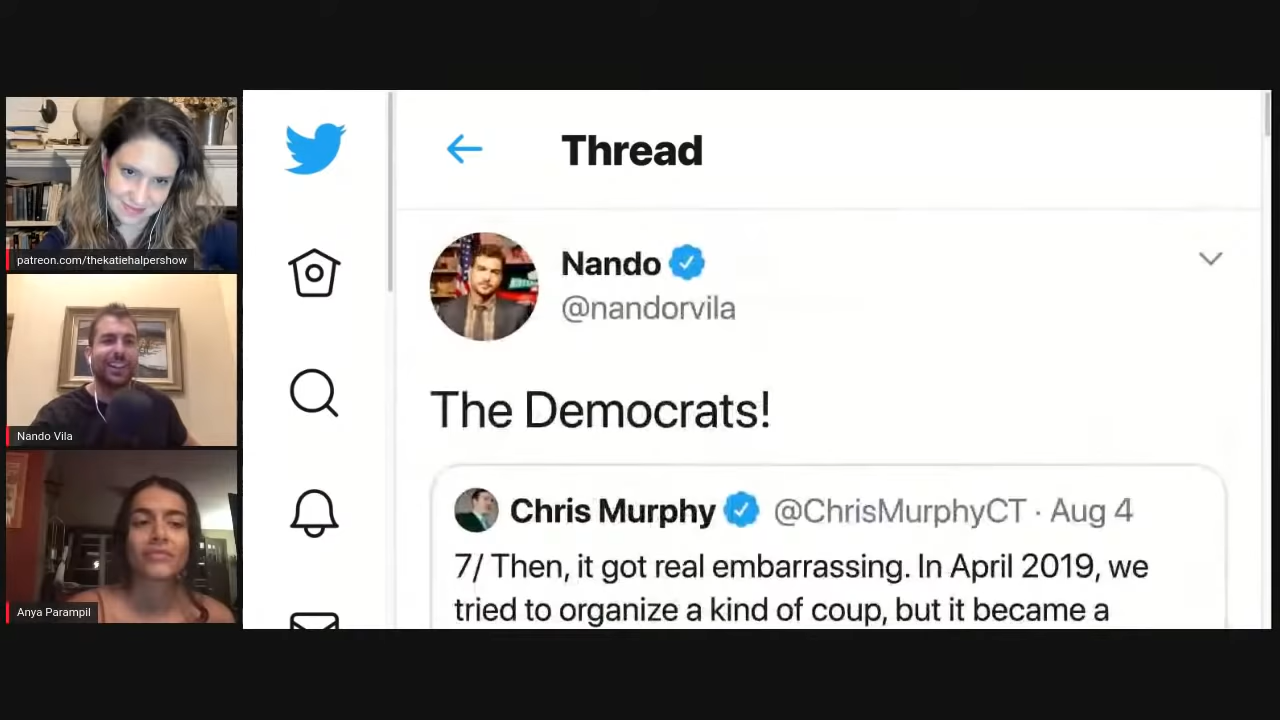 patreon.com/thekatiehalpershow
Nando Vila
Anya Parampil
Thread
Nando
@nandorvila
The Democrats!
Chris Murphy @ChrisMurphyCT · Aug 4
7/ Then, it got real embarrassing. In April 2019, we
tried to organize a kind of coup, but it became a